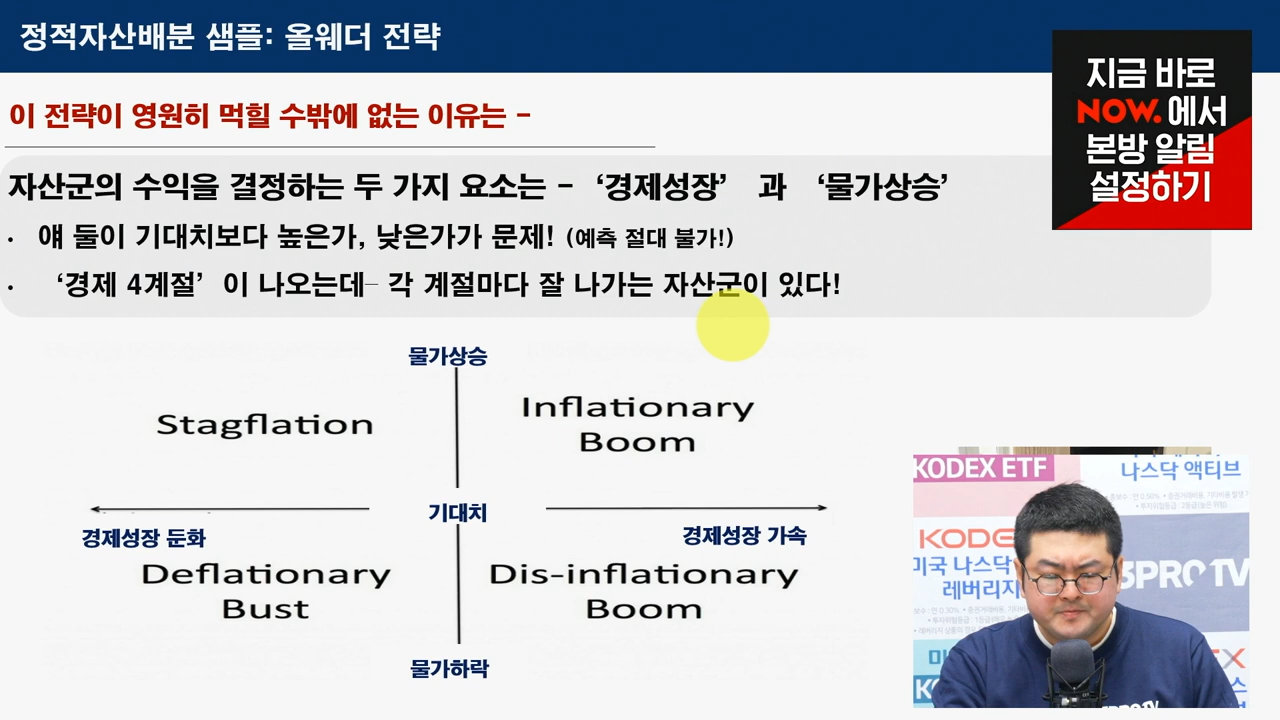 정적자산배분 샘플: 올웨더 전략
이 전략이 영원히 먹힐 수밖에 없는 이유는 -
자산군의 수익을 결정하는 두 가지 요소는 - ‘경제성장’ 과 ‘물가상승’
• 얘 둘이 기대치보다 높은가, 낮은가가 문제! (예측 절대 불가!)
• ‘경제 4계절’ 이 나오는데– 각 계절마다 잘 나가는 자산군이 있다!
지금 바로
NOW. 에서
본방 알림
설정하기
물가상승
Stagflation
Inflationary
Boom
기대치
경제성장 둔화
경제성장 가속
Deflationary
Bust
Dis-inflationary
Boom
물가하락
KODEX ETF
나스닥 액티브
KODE
미국 나스닥
레버리지
3PROTV